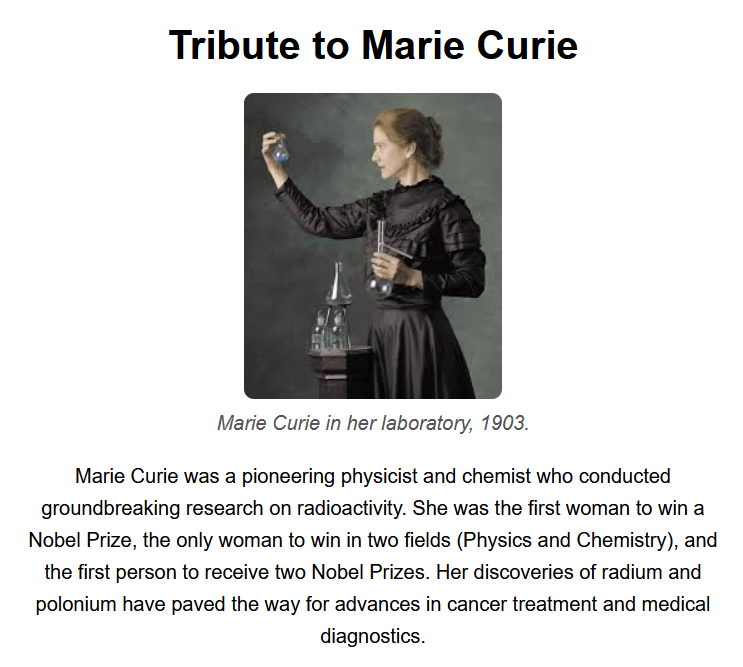 Tribute to Marie Curie
Marie Curie in her laboratory, 1903.
Marie Curie was a pioneering physicist and chemist who conducted
groundbreaking research on radioactivity. She was the first woman to win a
Nobel Prize, the only woman to win in two fields (Physics and Chemistry), and
the first person to receive two Nobel Prizes. Her discoveries of radium and
polonium have paved the way for advances in cancer treatment and medical
diagnostics.